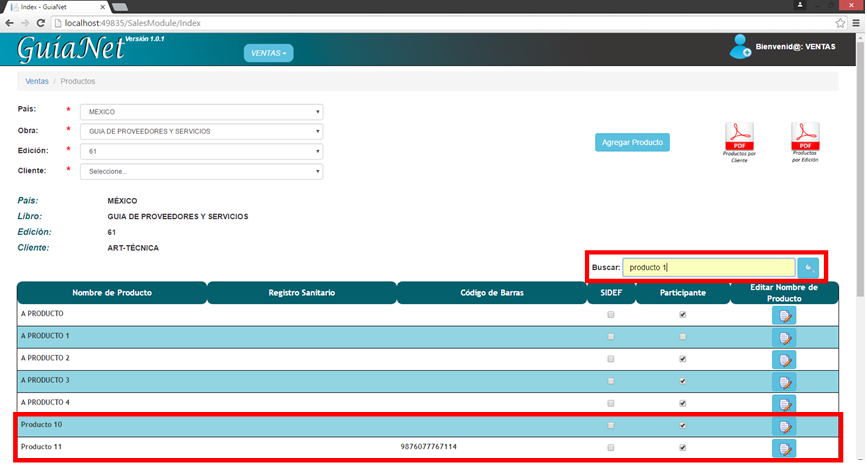 Index - GuiaNet
localhost:49835/SalesModule/Index
GuíaNet Versión 1.0.1
VENTAS
Bienvenid@: VENTAS
Ventas / Productos
País: * MÉXICO
Obra: * GUIA DE PROVEEDORES Y SERVICIOS
Edición: * 61
Cliente: * Seleccione...
Agregar Producto
PDF
Productos por
Cliente
PDF
Productos
por Edición
País: MÉXICO
Libro: GUIA DE PROVEEDORES Y SERVICIOS
Edición: 61
Cliente: ART-TÉCNICA
Buscar: producto 1
Nombre de Producto Registro Sanitario Código de Barras SIDEF Participante Editar Nombre de
Producto
A PRODUCTO
A PRODUCTO 1
A PRODUCTO 2
A PRODUCTO 3
A PRODUCTO 4
Producto 10
Producto 11 9876077767114